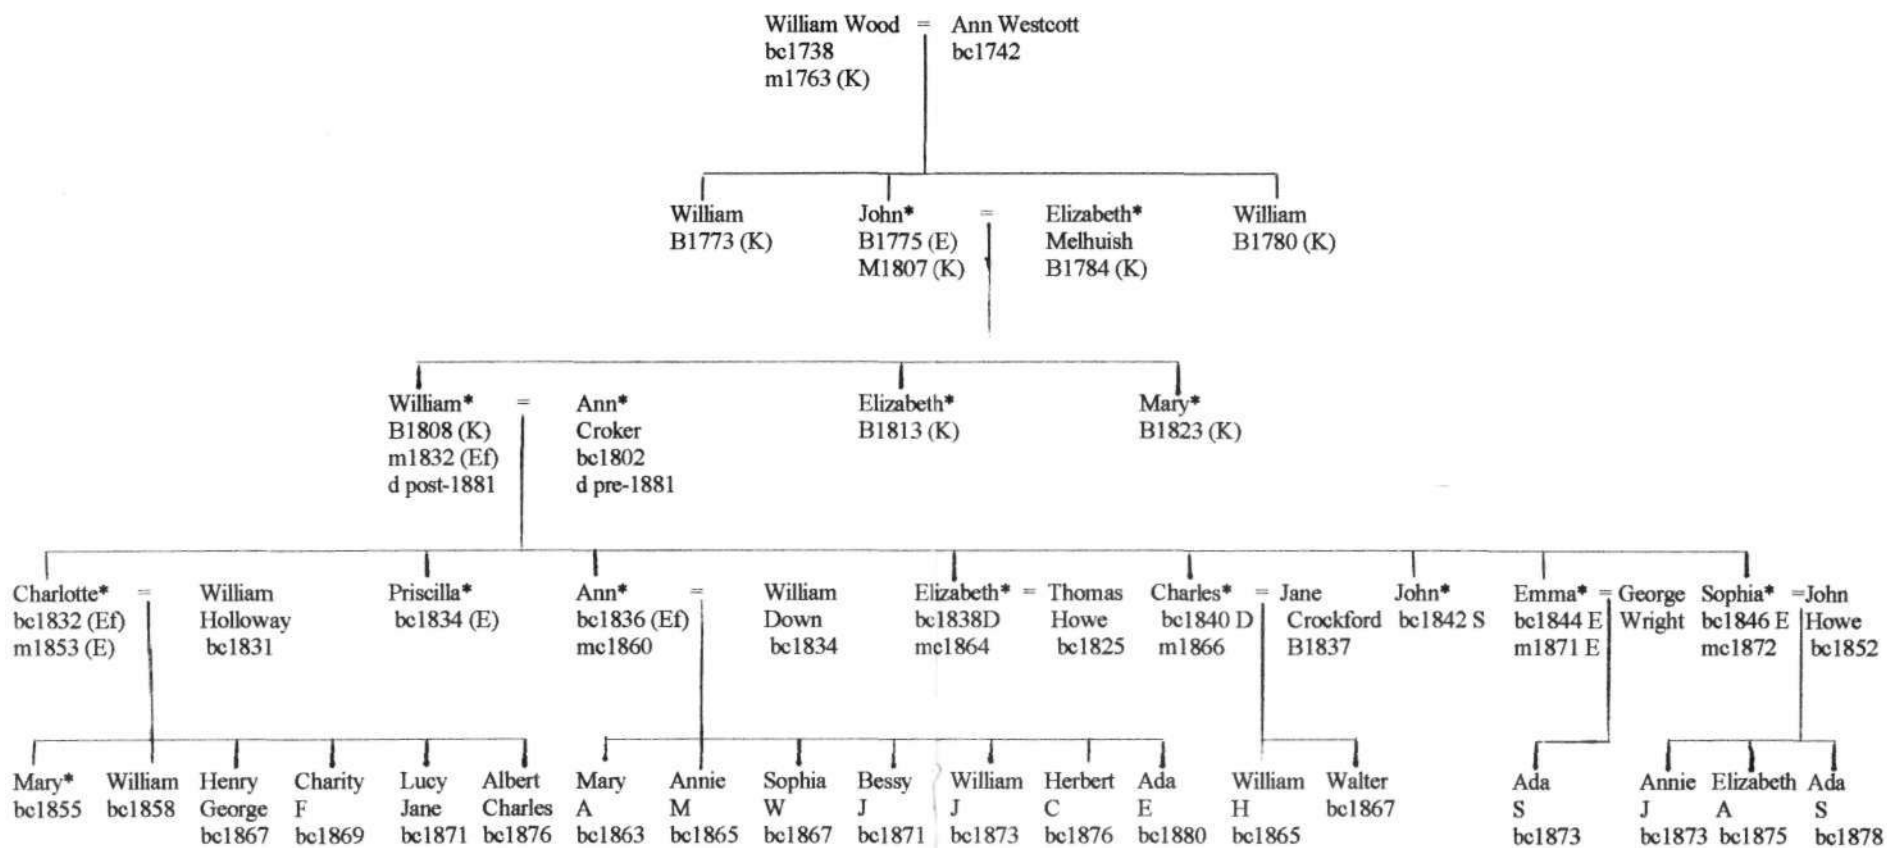 William Wood = Ann Westcott
bc1738 bc1742
m1763 (K)
William John* = Elizabeth* William
B1773 (K) B1775 (E) Melhuish B1780 (K)
M1807 (K) B1784 (K)
William* = Ann* Elizabeth* Mary*
B1808 (K) Croker B1813 (K) B1823 (K)
m1832 (Ef) bc1802
d post-1881 d pre-1881
Charlotte* = William Priscilla* Ann* = William Elizabeth* = Thomas Charles* = Jane John* Emma* = George Sophia* = John
bc1832 (Ef) Holloway bc1834 (E) bc1836 (Ef) Down bc1838D Howe bc1840 D Crockford bc1842 S bc1844 E Wright bc1846 E Howe
m1853 (E) bc1831 mc1860 bc1834 mc1864 bc1825 m1866 B1837 m1871 E mc1872 bc1852
Mary* William Henry Charity Lucy Albert Mary Annie Sophia Bessy William Herbert Ada William Walter Ada Annie Elizabeth Ada
bc1855 bc1858 George F Jane Charles A M W J J C E H bc1867 S J A S
bc1867 bc1869 bc1871 bc1876 bc1863 bc1865 bc1867 bc1871 bc1873 bc1876 bc1880 bc1865 bc1873 bc1873 bc1875 bc1878